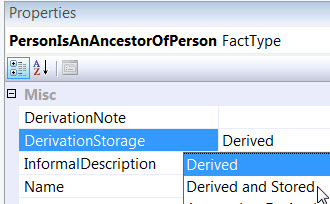 Properties
PersonIsAnAncestorOfPerson FactType
Misc
DerivationNote
DerivationStorage Derived
InformalDescription Derived
Name Derived and Stored